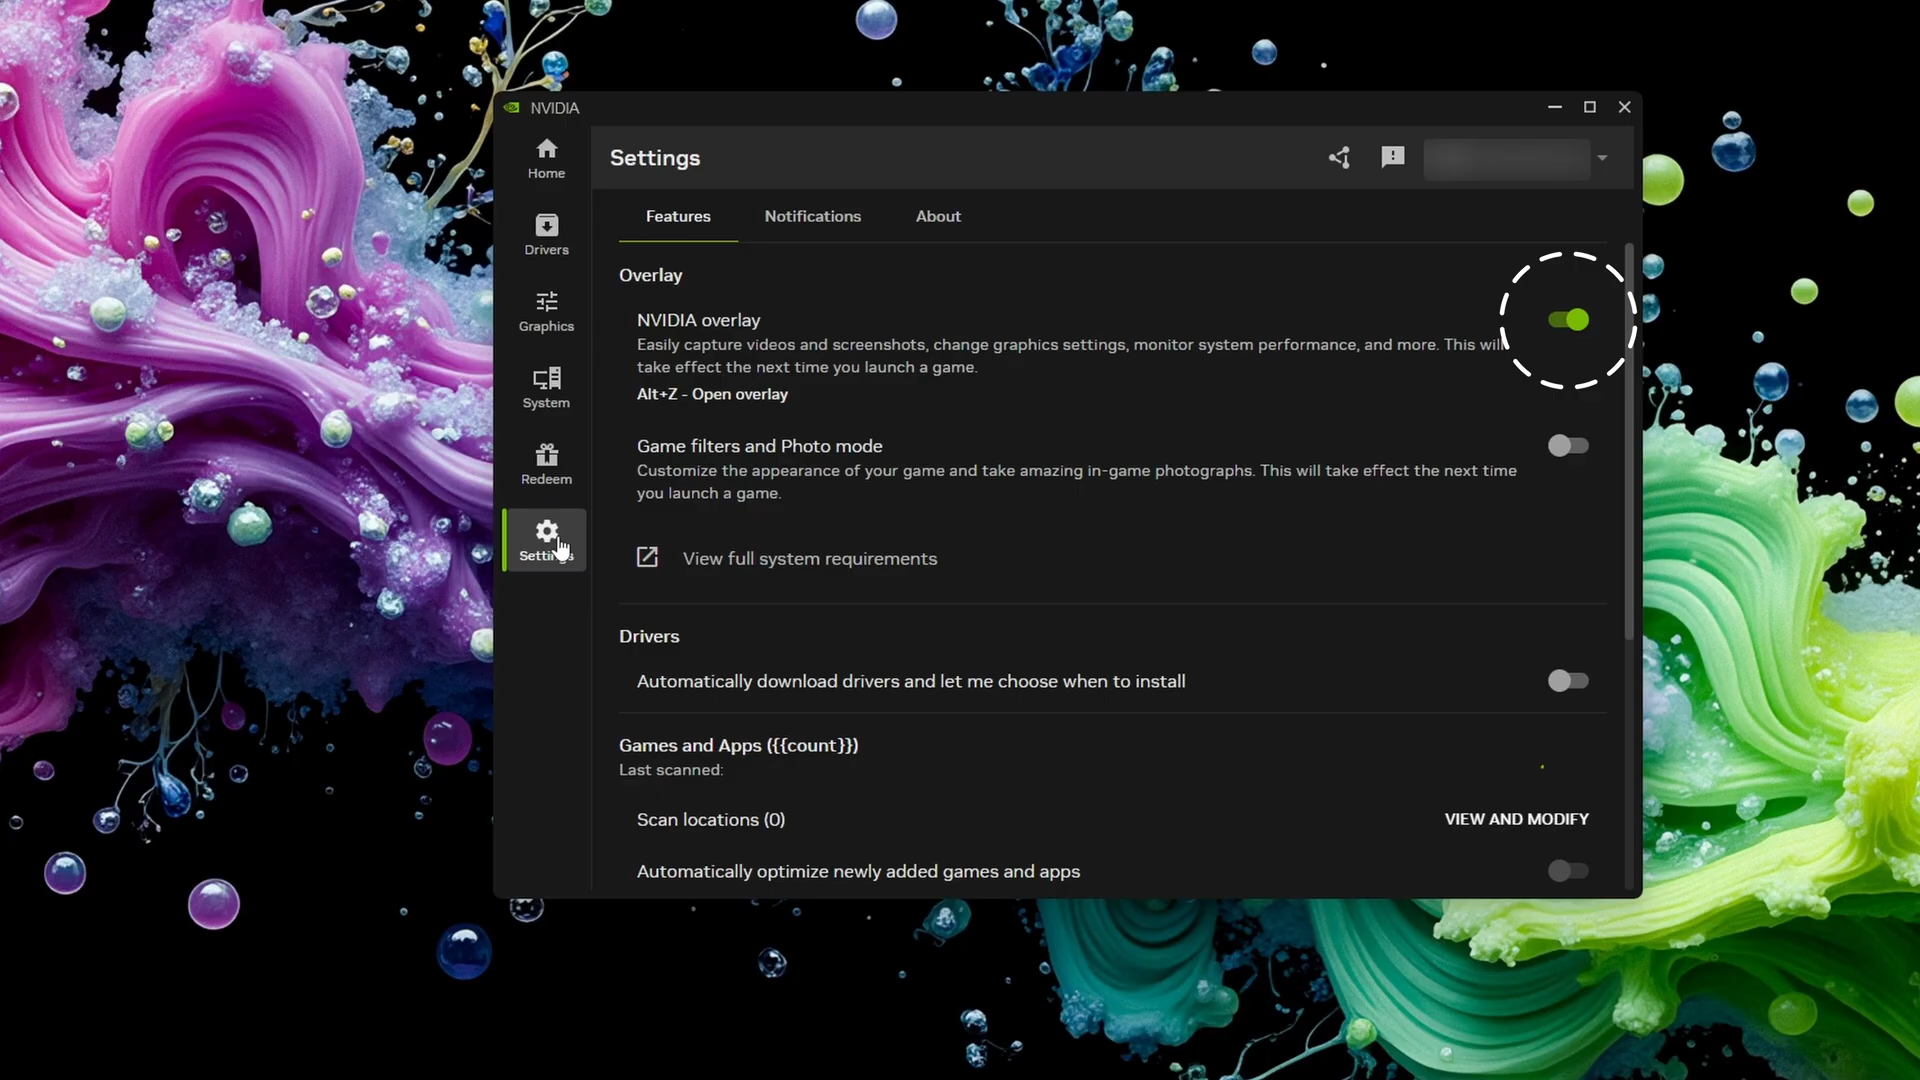 NVIDIA
Home
Drivers
Graphics
System
Redeem
Settings
Settings
Features Notifications About
Overlay
NVIDIA overlay
Easily capture videos and screenshots, change graphics settings, monitor system performance, and more. This will
take effect the next time you launch a game.
Alt+Z - Open overlay
Game filters and Photo mode
Customize the appearance of your game and take amazing in-game photographs. This will take effect the next time
you launch a game.
View full system requirements
Drivers
Automatically download drivers and let me choose when to install
Games and Apps ({{count}})
Last scanned:
Scan locations (0) VIEW AND MODIFY
Automatically optimize newly added games and apps